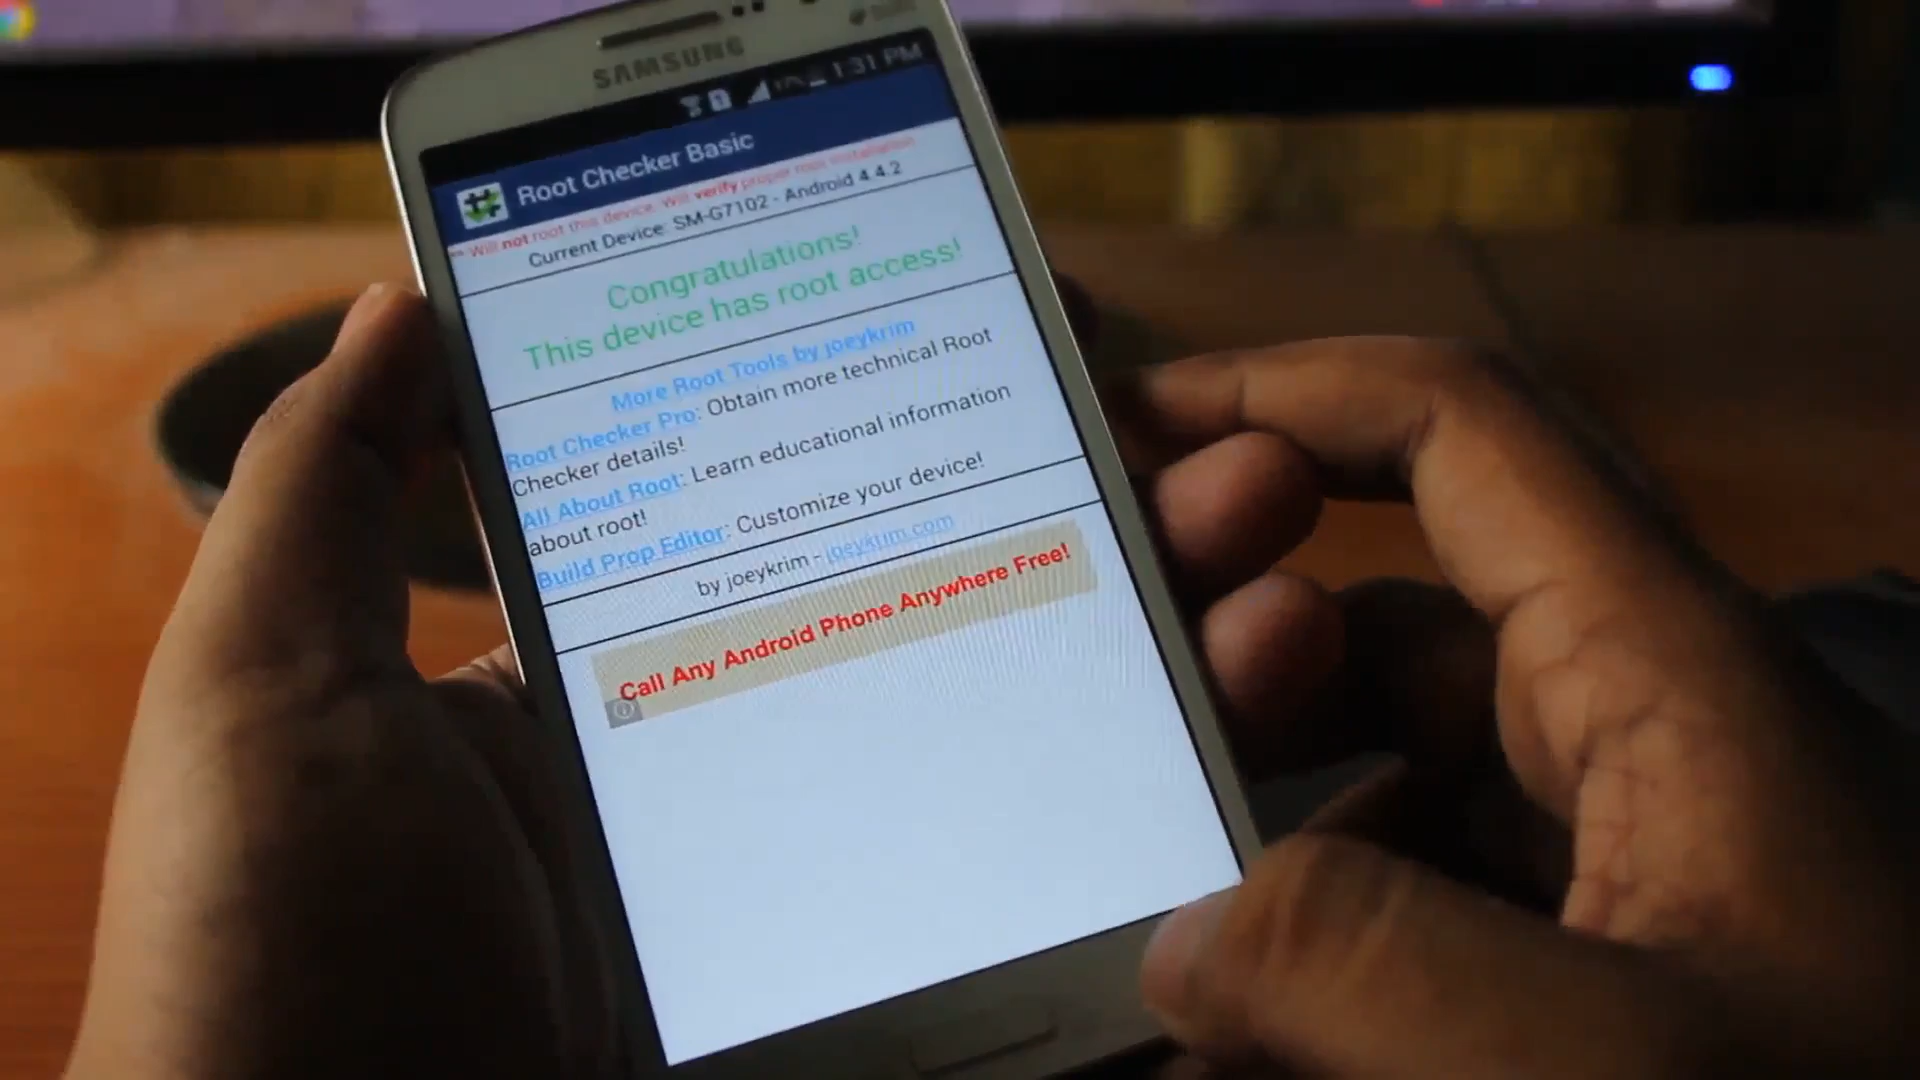 SAMSUNG
1:31 PM
Root Checker Basic
** Will not root this device. Will verify proper root installation
Current Device: SM-G7102 - Android 4.4.2
Congratulations!
This device has root access!
More Root Tools by joeykrim
Root Checker Pro: Obtain more technical Root
Checker details!
All About Root: Learn educational information
about root!
Build Prop Editor: Customize your device!
by joeykrim - joeykrim.com
Call Any Android Phone Anywhere Free!